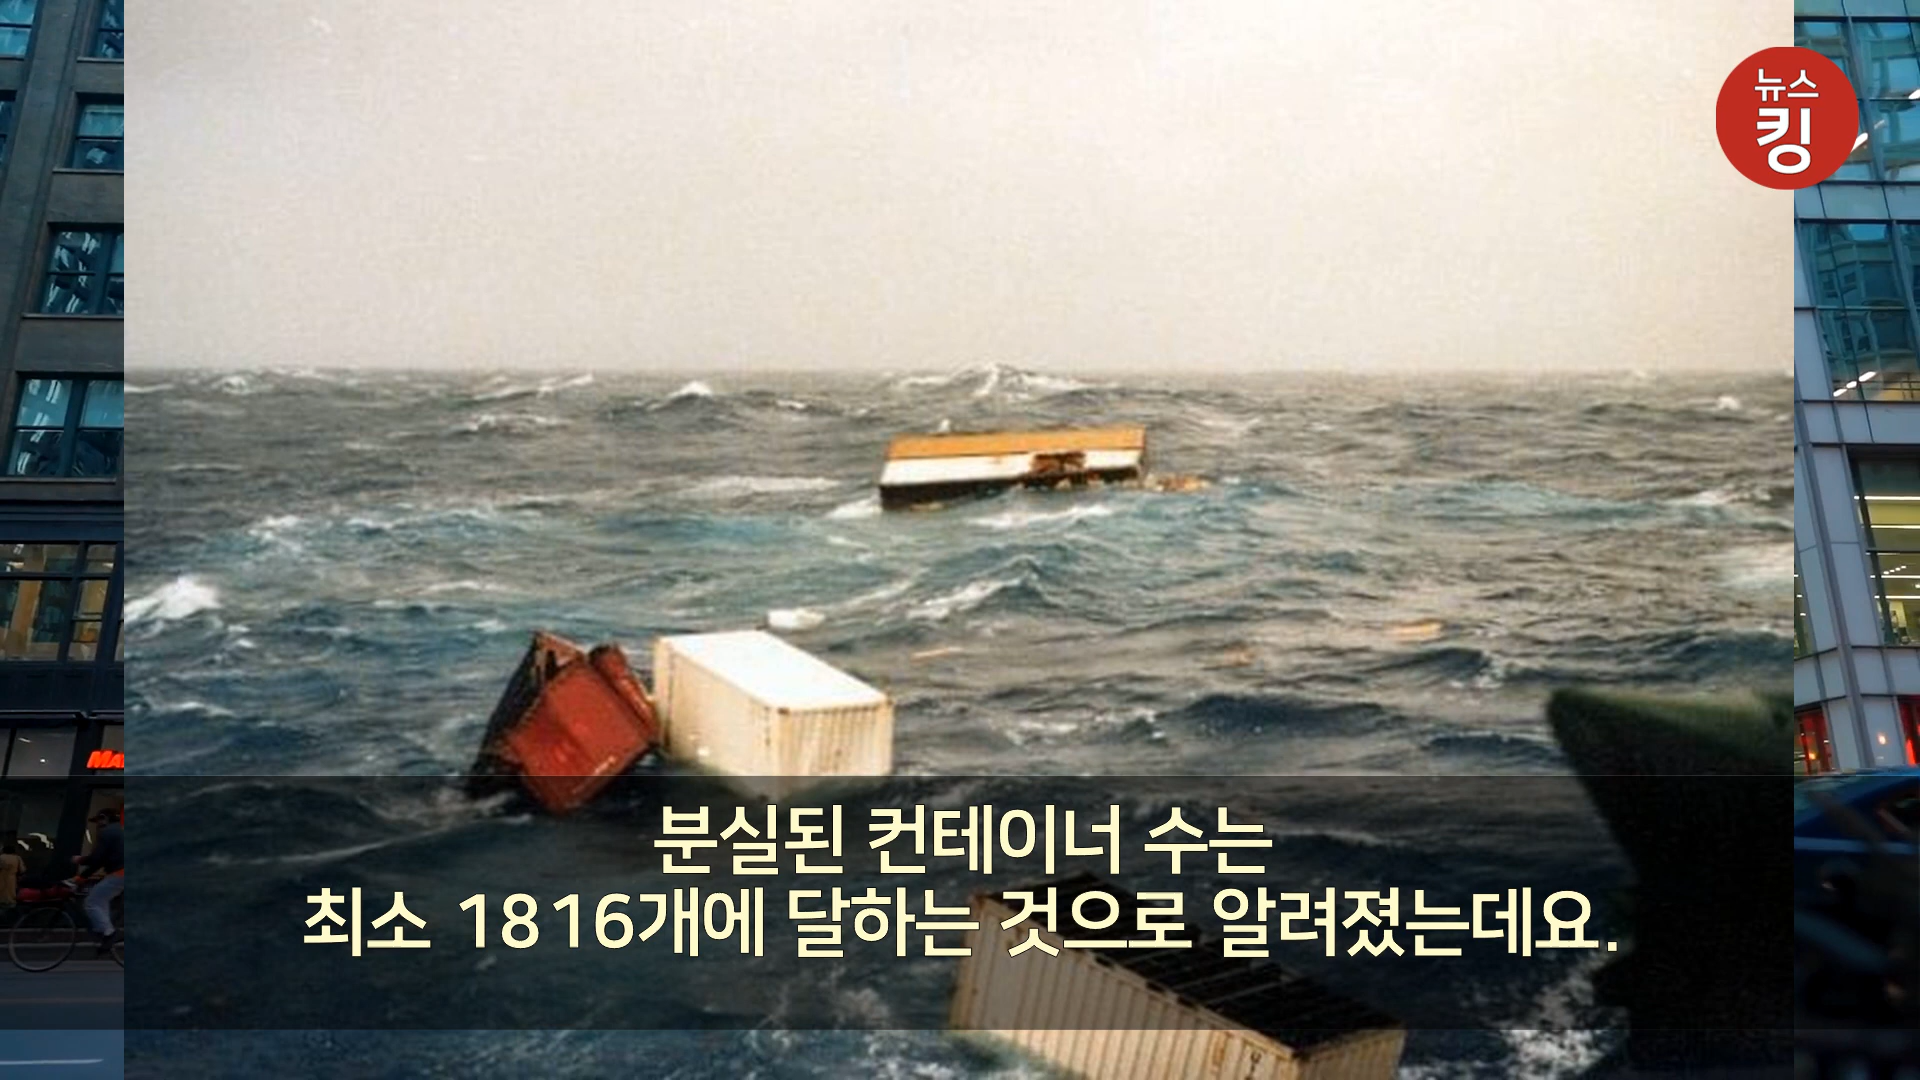 뉴스
킹
분실된 컨테이너 수는
최소 1816개에 달하는 것으로 알려졌는데요.